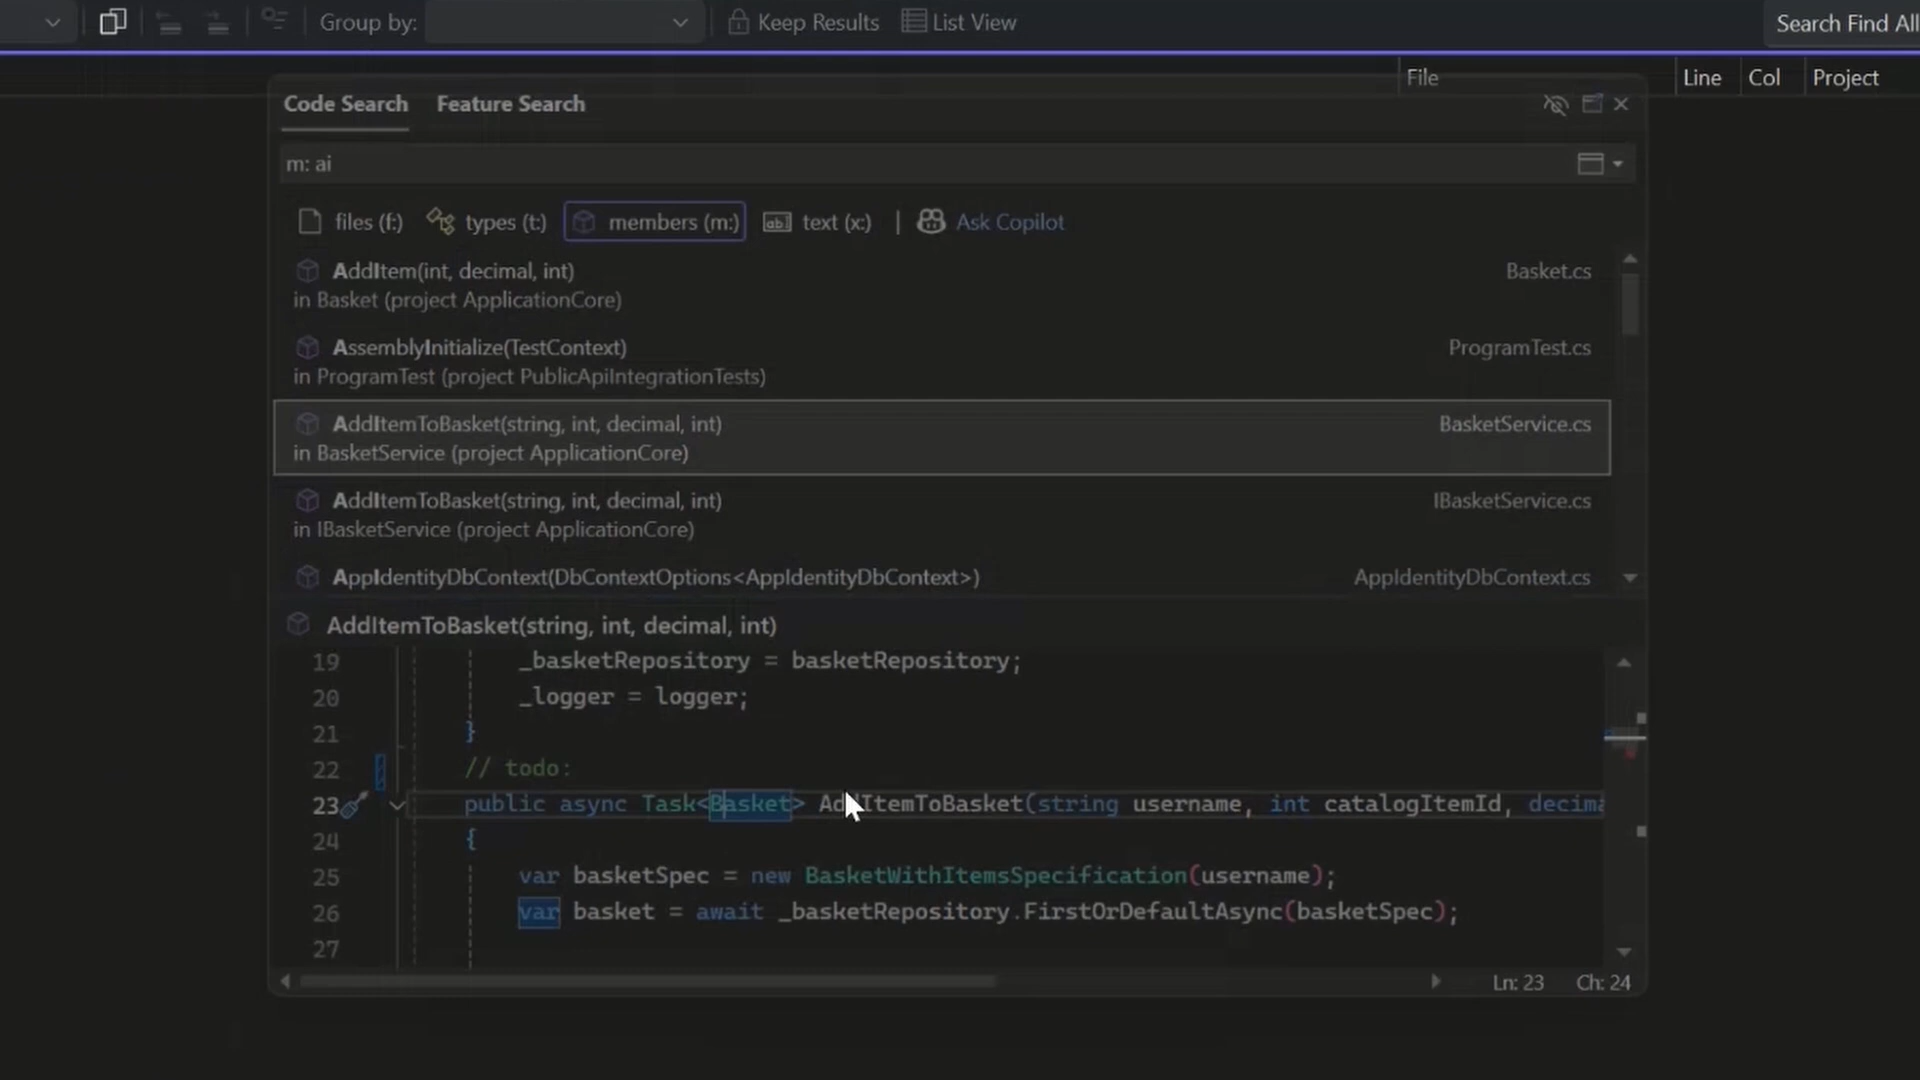 Group by: Keep Results List View Search Find All
File Line Col Project
Code Search Feature Search
m: ai
files (f:) types (t:) members (m:) ab| text (x:) | Ask Copilot
AddItem(int, decimal, int) Basket.cs
in Basket (project ApplicationCore)
AssemblyInitialize(TestContext) ProgramTest.cs
in ProgramTest (project PublicApiIntegrationTests)
AddItemToBasket(string, int, decimal, int) BasketService.cs
in BasketService (project ApplicationCore)
AddItemToBasket(string, int, decimal, int) IBasketService.cs
in IBasketService (project ApplicationCore)
AppIdentityDbContext(DbContextOptions<AppIdentityDbContext>) AppIdentityDbContext.cs
AddItemToBasket(string, int, decimal, int)
19 _basketRepository = basketRepository;
20 _logger = logger;
21 }
22 // todo:
23 public async Task<Basket> AddItemToBasket(string username, int catalogItemId, decima
24 {
25 var basketSpec = new BasketWithItemsSpecification(username);
26 var basket = await _basketRepository.FirstOrDefaultAsync(basketSpec);
27
Ln: 23 Ch: 24